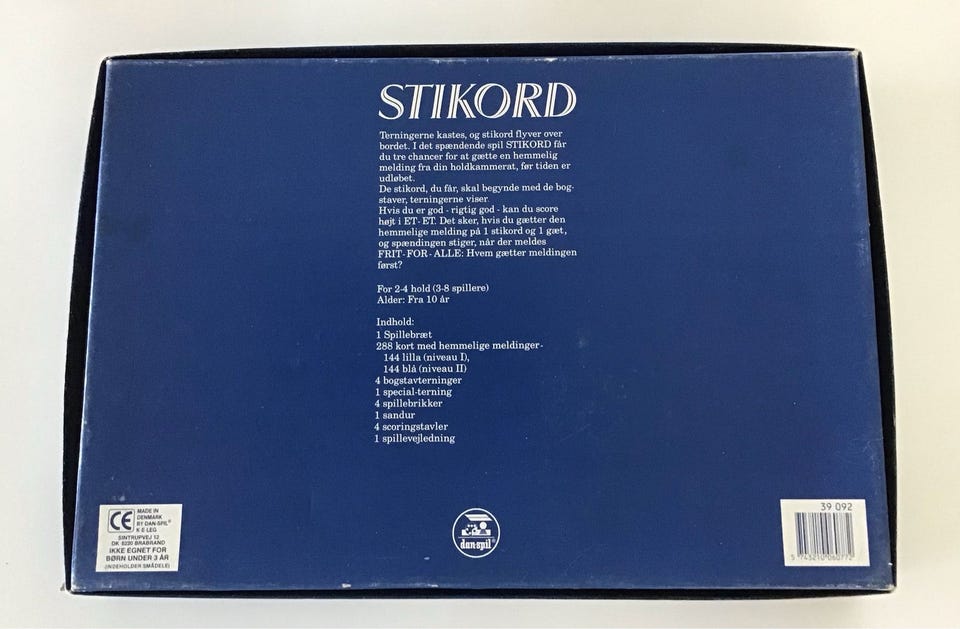 STIKORD
Terningerne kastes, og stikord flyver over
bordet. I det spændende spil STIKORD får
du tre chancer for at gætte en hemmelig
melding fra din holdkammerat, før tiden er
udløbet.
De stikord, du får, skal begynde med de bog-
staver, terningerne viser.
Hvis du er god - rigtig god - kan du score
højt i ET-ET. Det sker, hvis du gætter den
hemmelige melding på 1 stikord og 1 gæt,
og spændingen stiger, når der meldes
FRIT-FOR-ALLE: Hvem gætter meldingen
først?
For 2-4 hold (3-8 spillere)
Alder: Fra 10 år
Indhold:
1 Spillebræt
288 kort med hemmelige meldinger-
144 lilla (niveau I),
144 blå (niveau II)
4 bogstavterninger
1 special-terning
4 spillebrikker
1 sandur
4 scoringstavler
1 spillevejledning
CE
MADE IN
DENMARK
BY DAN-SPIL®
K E LEG
SINTRUPVEJ 12
DK 8220 BRABRAND
IKKE EGNET FOR
BØRN UNDER 3 ÅR
(INDEHOLDER SMÅDELE)
dan-spil®
39 092
5 743210 060772